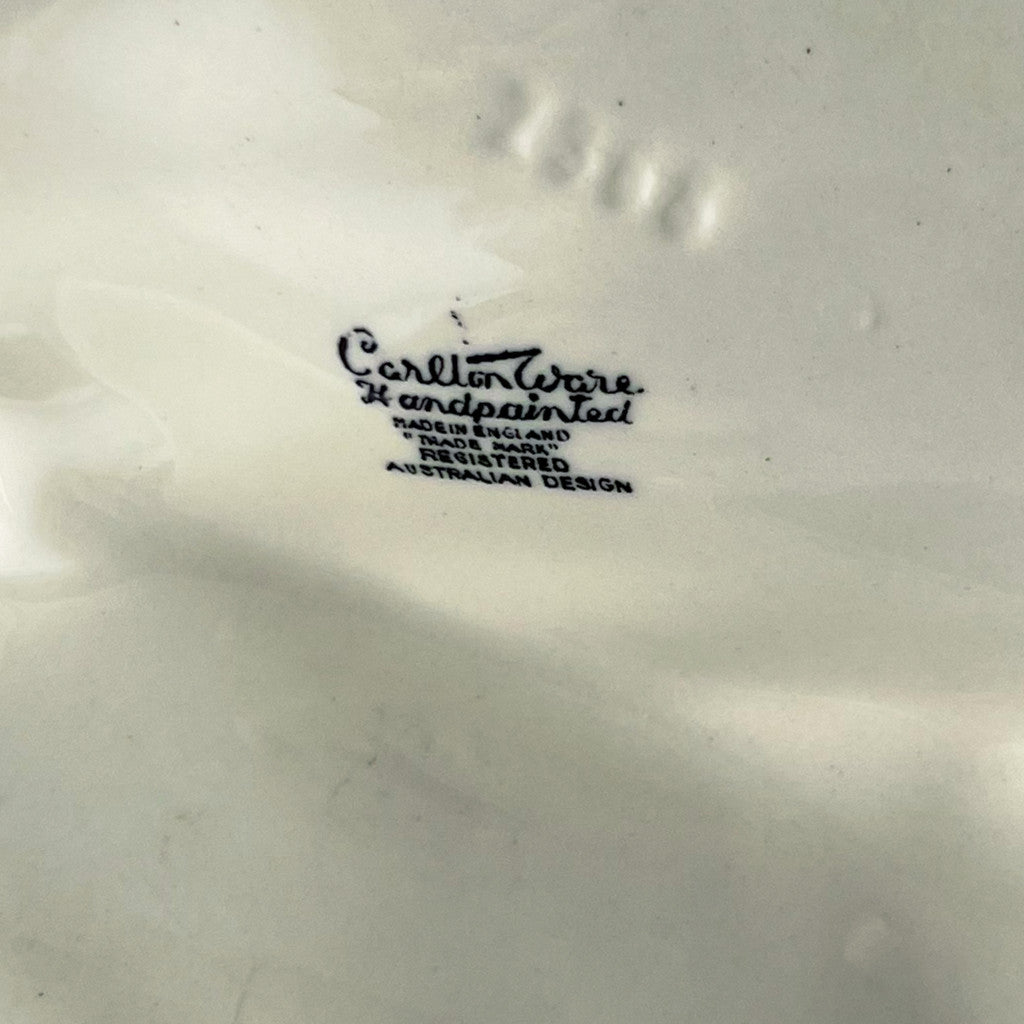 Carlton Ware.
Handpainted
MADE IN ENGLAND
"TRADE MARK"
REGISTERED
AUSTRALIAN DESIGN